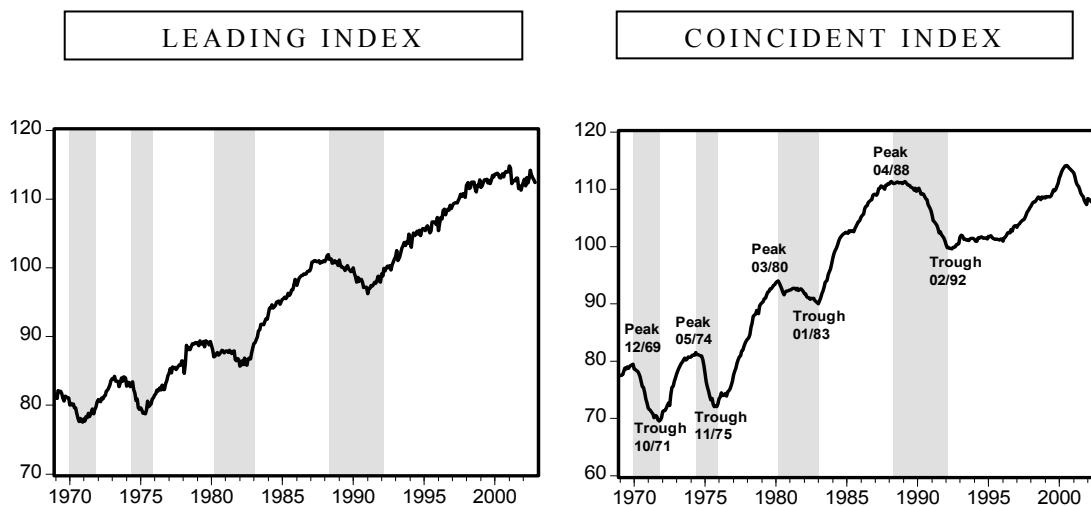 LEADING INDEX
120
110
100
90
80
70
1970 1975 1980 1985 1990 1995 2000
COINCIDENT INDEX
120
110
100
90
80
70
60
Peak
12/69
Trough
10/71
Peak
05/74
Trough
11/75
Peak
03/80
Trough
01/83
Peak
04/88
Trough
02/92
1970 1975 1980 1985 1990 1995 2000